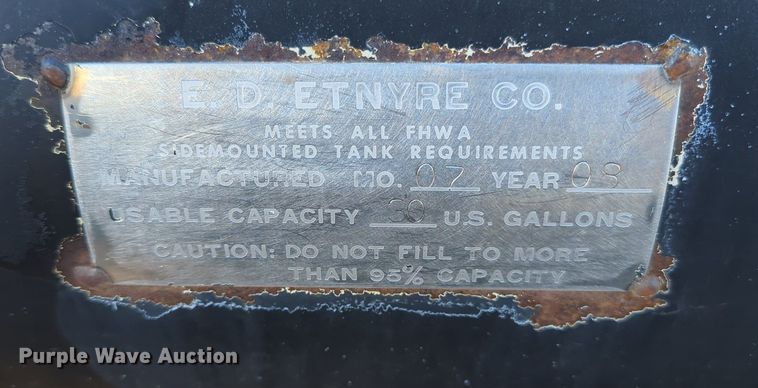 E. D. ETNYRE CO.
MEETS ALL FHWA
SIDEMOUNTED TANK REQUIREMENTS
MANUFACTURED MO. 07 YEAR 08
USABLE CAPACITY 30 U.S. GALLONS
CAUTION: DO NOT FILL TO MORE
THAN 95% CAPACITY
Purple Wave Auction